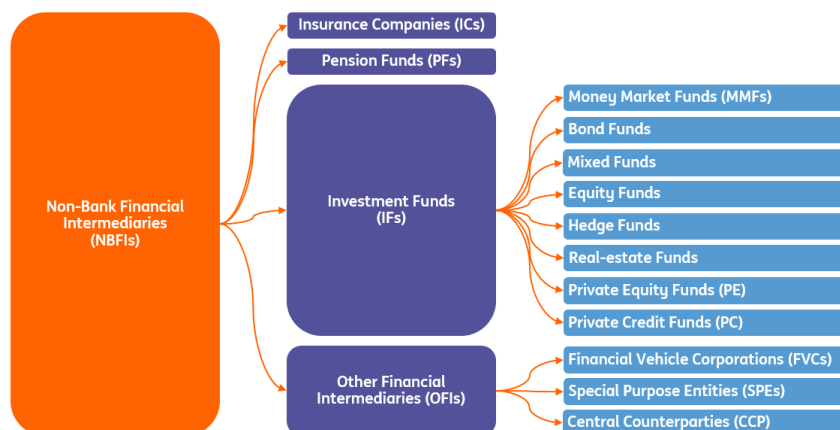 Non-Bank Financial
Intermediaries
(NBFIs)
Insurance Companies (ICs)
Pension Funds (PFs)
Investment Funds
(IFs)
Other Financial
Intermediaries (OFIs)
Money Market Funds (MMFs)
Bond Funds
Mixed Funds
Equity Funds
Hedge Funds
Real-estate Funds
Private Equity Funds (PE)
Private Credit Funds (PC)
Financial Vehicle Corporations (FVCs)
Special Purpose Entities (SPEs)
Central Counterparties (CCP)